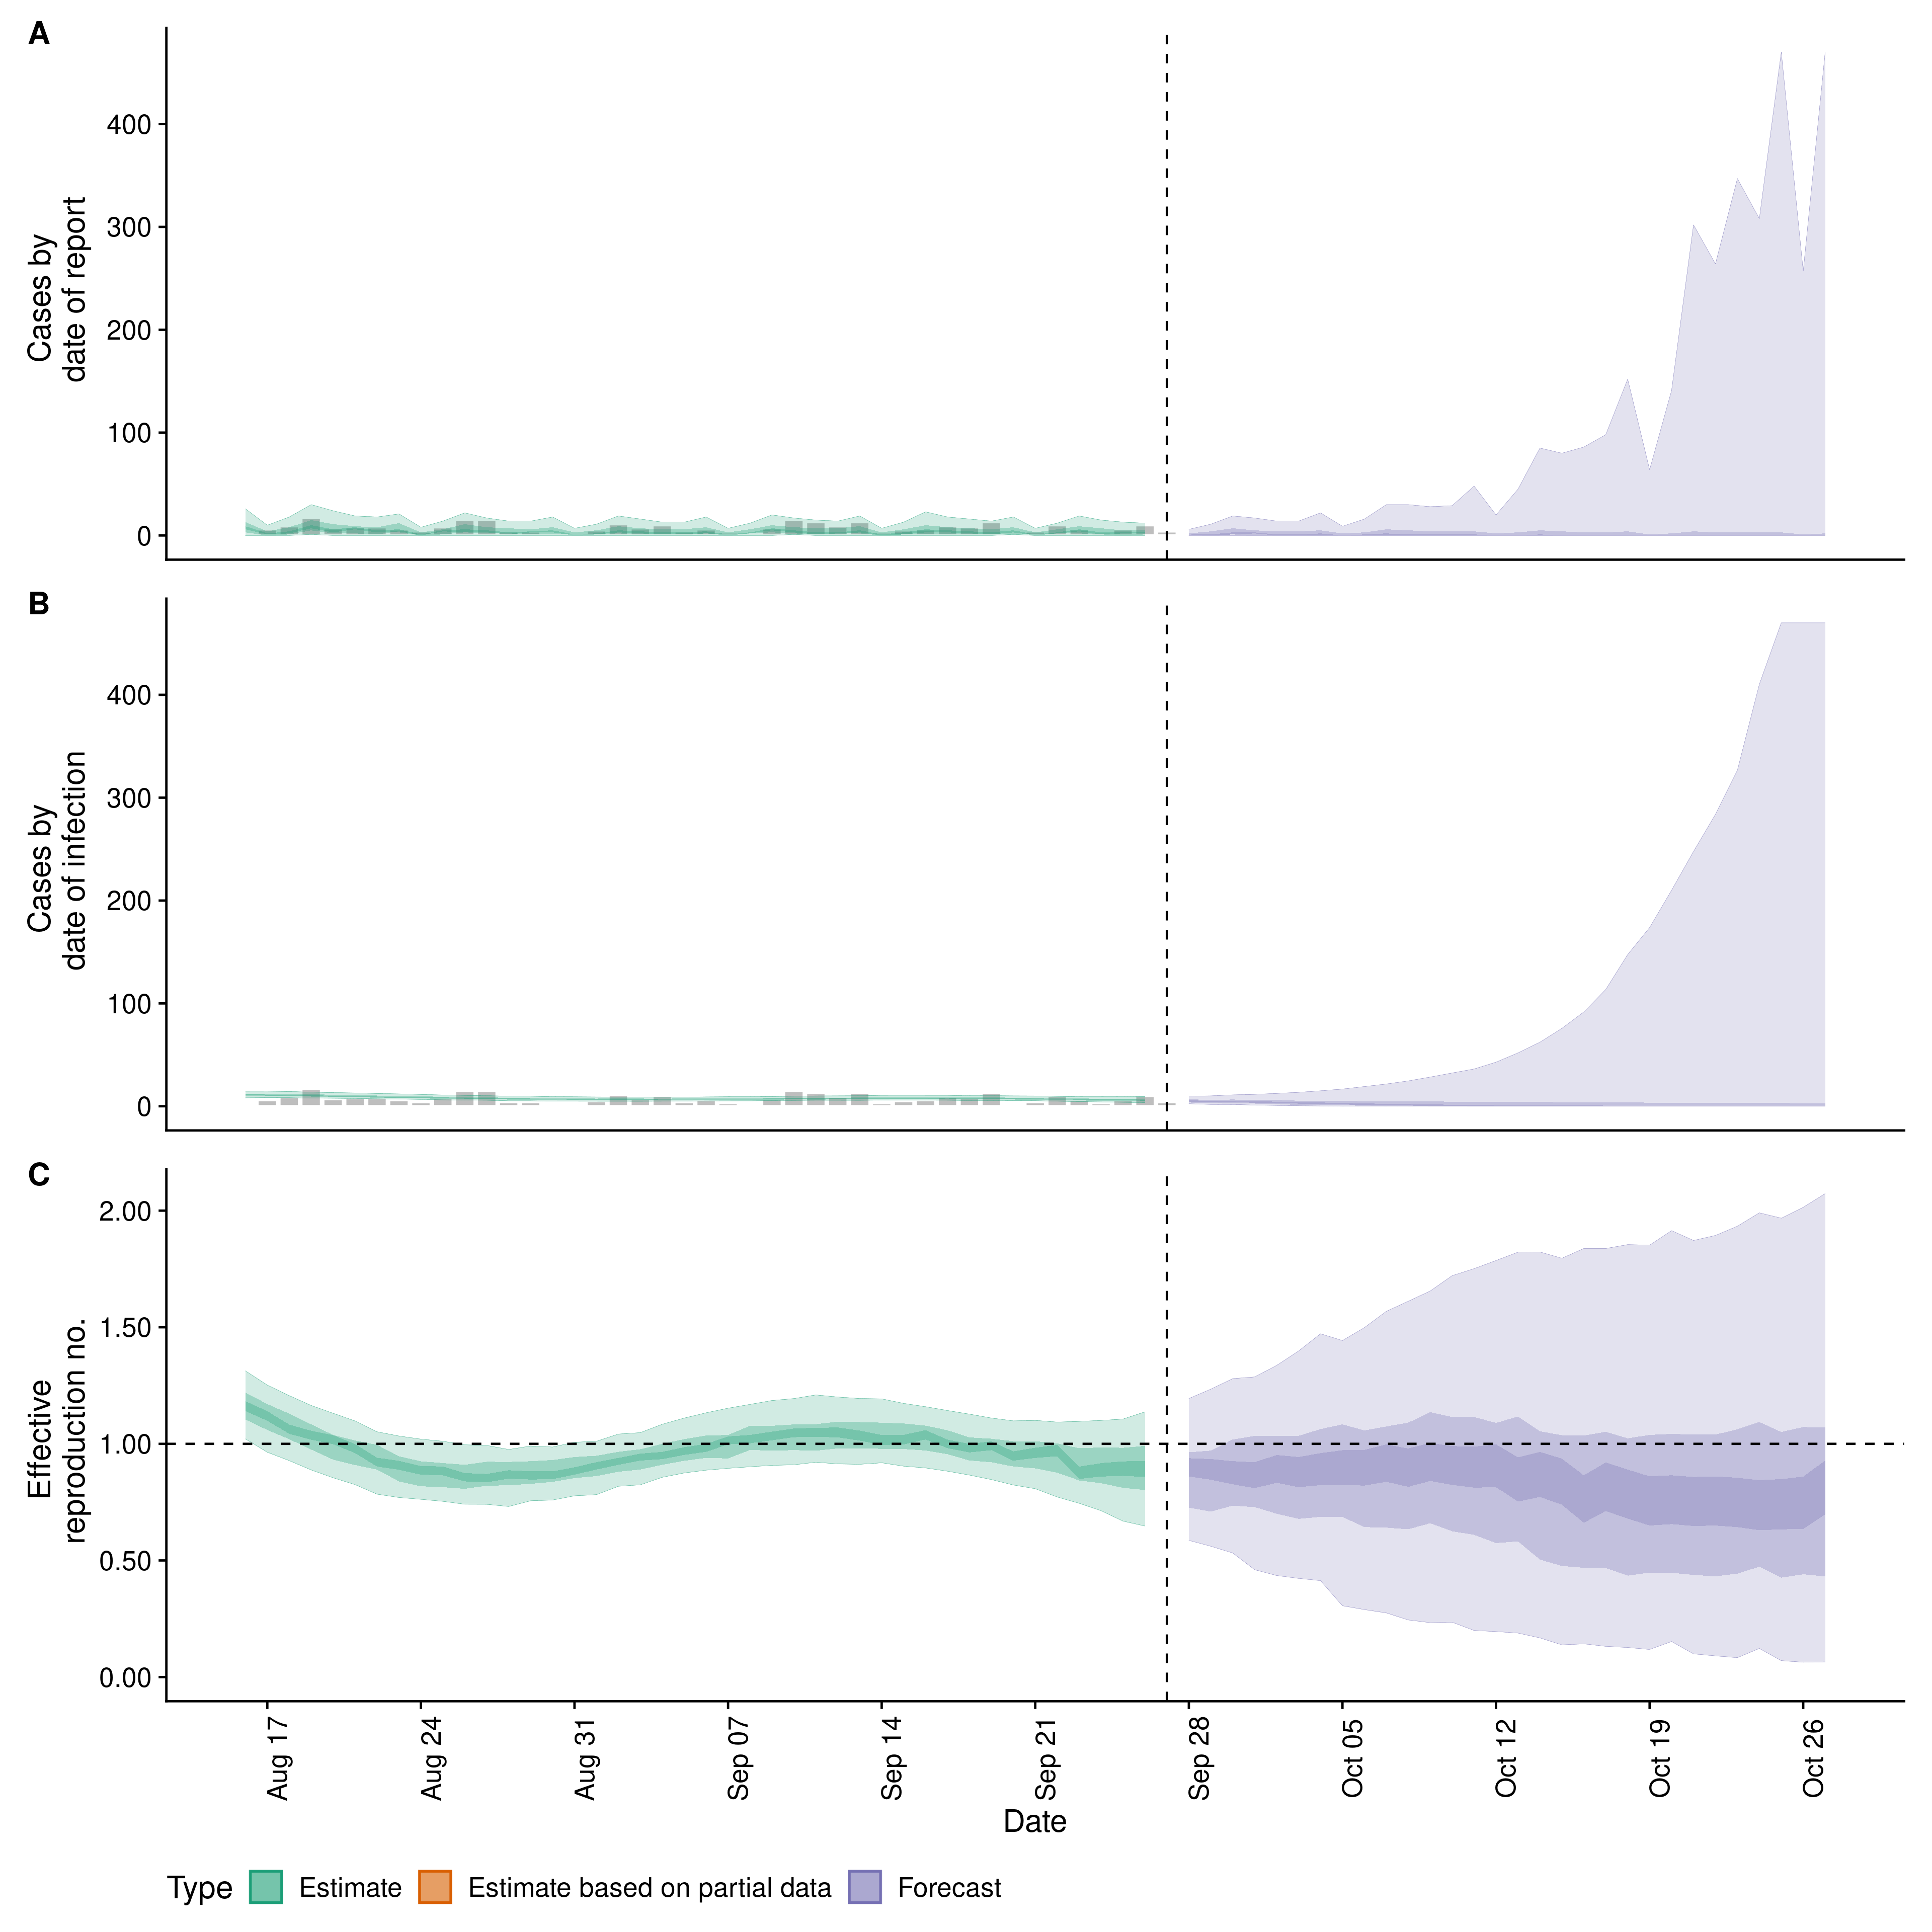 A
Cases by
date of report
400
300
200
100
0
B
Cases by
date of infection
400
300
200
100
0
C
Effective
reproduction no.
2.00
1.50
1.00
0.50
0.00
Aug 17
Aug 24
Aug 31
Sep 07
Sep 14
Sep 21
Sep 28
Oct 05
Oct 12
Oct 19
Oct 26
Date
Type Estimate Estimate based on partial data Forecast